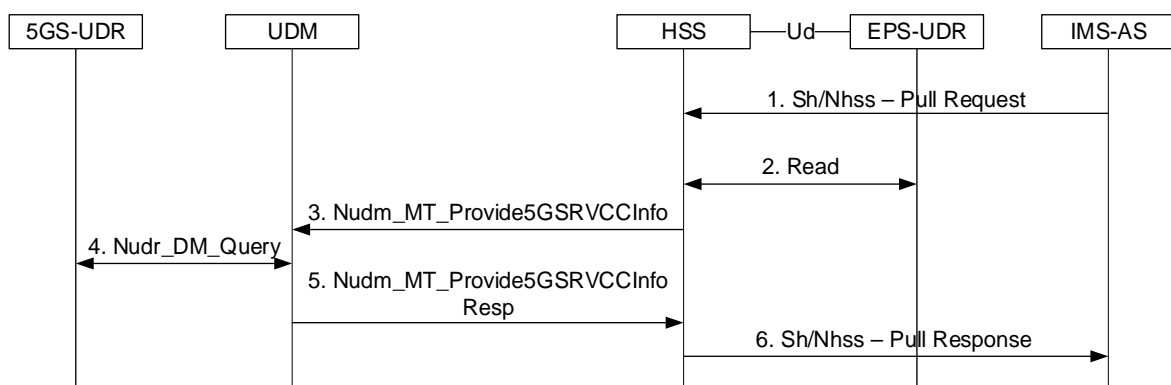 5GS-UDR
UDM
HSS
Ud
EPS-UDR
IMS-AS
1. Sh/Nhss – Pull Request
2. Read
3. Nudm_MT_Provide5GSRVCCInfo
4. Nudr_DM_Query
5. Nudm_MT_Provide5GSRVCCInfo
Resp
6. Sh/Nhss – Pull Response